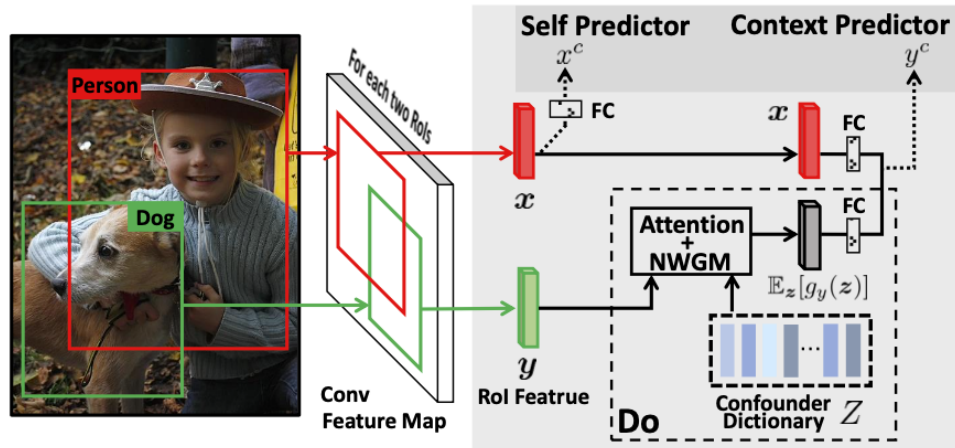 Self Predictor
Context Predictor
x^c
y^c
Person
For each two RoIs
FC
x
FC
x
Dog
Attention
+
NWGM
FC
𝔼_z[g_y(z)]
y
...
Conv
Feature Map
RoI Featrue
Do
Confounder
Dictionary Z